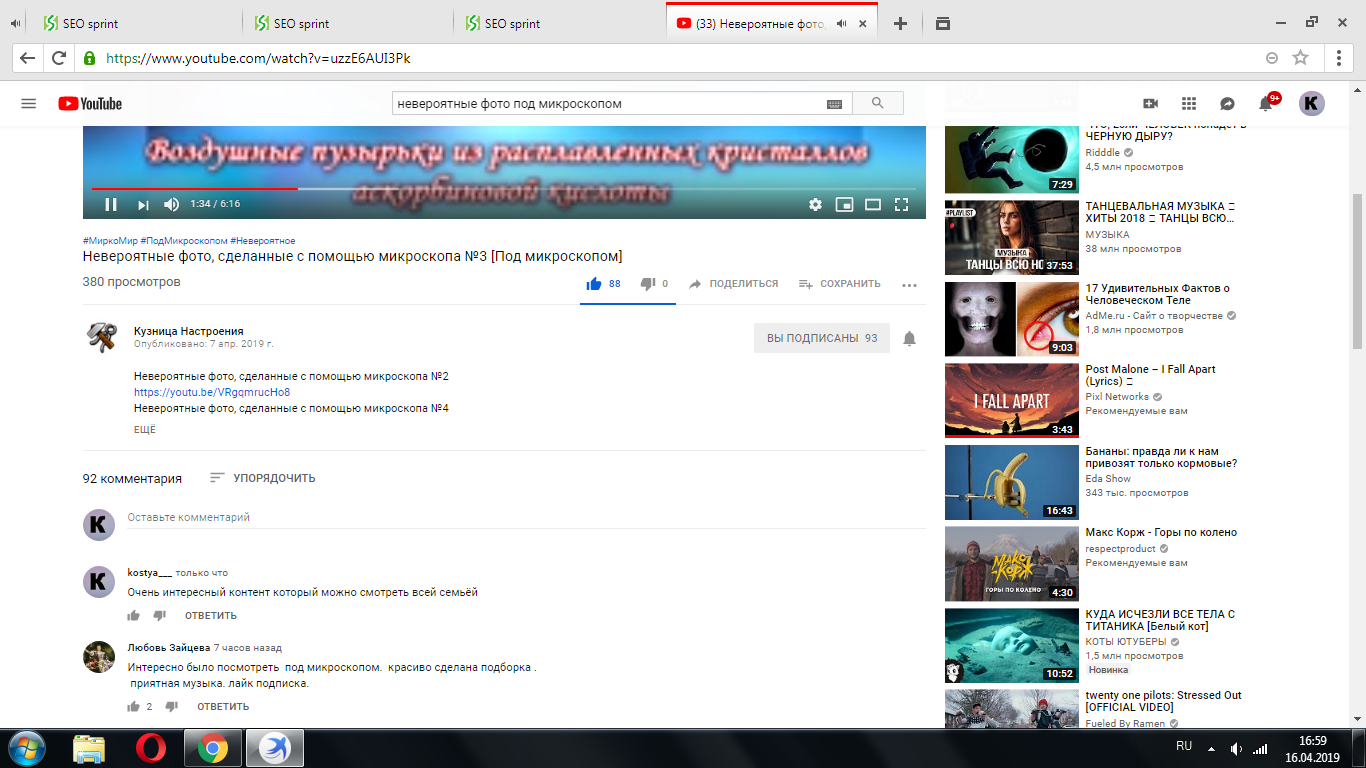 SEO sprint
SEO sprint
SEO sprint
(33) Невероятные фото,
https://www.youtube.com/watch?v=uzzE6AUI3Pk
YouTube
невероятные фото под микроскопом
9+
K
Воздушные пузырьки из расплавленных кристаллов
аскорбиновой кислоты
1:34 / 6:16
#МиркоМир #ПодМикроскопом #Невероятное
Невероятные фото, сделанные с помощью микроскопа №3 [Под микроскопом]
380 просмотров
88
0
ПОДЕЛИТЬСЯ
СОХРАНИТЬ
Кузница Настроения
Опубликовано: 7 апр. 2019 г.
ВЫ ПОДПИСАНЫ 93
Невероятные фото, сделанные с помощью микроскопа №2
https://youtu.be/VRgqmrucHo8
Невероятные фото, сделанные с помощью микроскопа №4
ЕЩЁ
92 комментария
УПОРЯДОЧИТЬ
K
Оставьте комментарий
K
kostya___ только что
Очень интересный контент который можно смотреть всей семьёй
ОТВЕТИТЬ
Любовь Зайцева 7 часов назад
Интересно было посмотреть под микроскопом. красиво сделана подборка .
приятная музыка. лайк подписка.
2
ОТВЕТИТЬ
ЧЕРНУЮ ДЫРУ?
Ridddle
4,5 млн просмотров
7:29
#PLAYLIST
МУЗЫКА
ТАНЦЫ ВСЮ НО
37:53
ТАНЦЕВАЛЬНАЯ МУЗЫКА
ХИТЫ 2018 ТАНЦЫ ВСЮ...
МУЗЫКА
38 млн просмотров
9:03
17 Удивительных Фактов о
Человеческом Теле
AdMe.ru - Сайт о творчестве
1,8 млн просмотров
I FALL APART
3:43
Post Malone – I Fall Apart
(Lyrics)
Pixl Networks
Рекомендуемые вам
16:43
Бананы: правда ли к нам
привозят только кормовые?
Eda Show
343 тыс. просмотров
МАКС КОРЖ
ГОРЫ ПО КОЛЕНО
4:30
Макс Корж - Горы по колено
respectproduct
Рекомендуемые вам
10:52
КУДА ИСЧЕЗЛИ ВСЕ ТЕЛА С
ТИТАНИКА [Белый кот]
КОТЫ ЮТУБЕРЫ
1,5 млн просмотров
Новинка
twenty one pilots: Stressed Out
[OFFICIAL VIDEO]
Fueled By Ramen
RU
16:59
16.04.2019